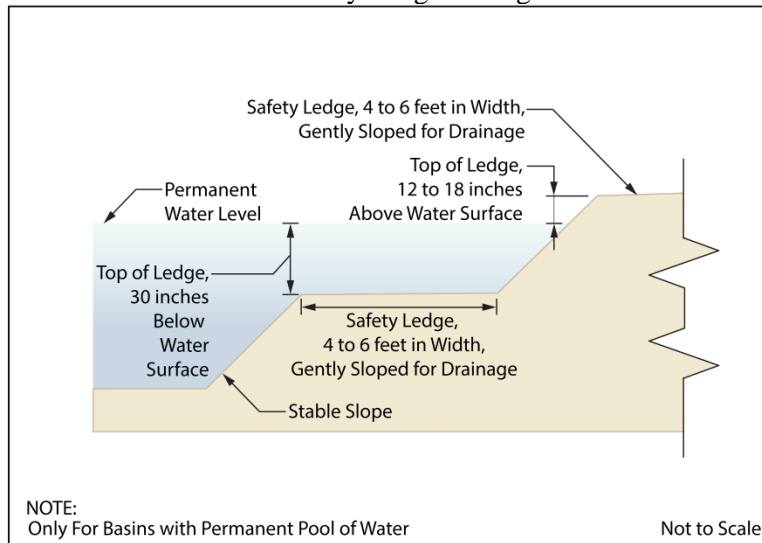 Safety Ledge, 4 to 6 feet in Width,
Gently Sloped for Drainage
Top of Ledge,
12 to 18 inches
Above Water Surface
Permanent
Water Level
Top of Ledge,
30 inches
Below
Water
Surface
Safety Ledge,
4 to 6 feet in Width,
Gently Sloped for Drainage
Stable Slope
NOTE:
Only For Basins with Permanent Pool of Water
Not to Scale